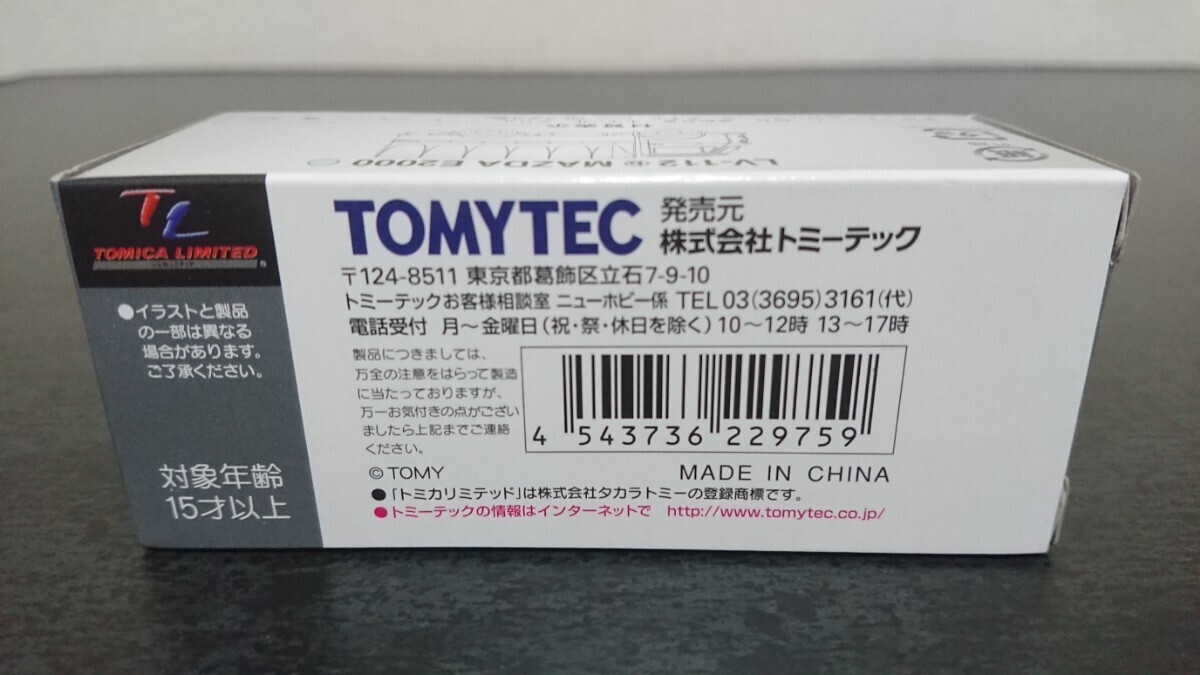 LV-112 MAZDA E2000
TL
TOMICA LIMITED
●イラストと製品
の一部は異なる
場合があります。
ご了承ください。
対象年齢
15才以上
TOMYTEC
発売元
株式会社トミーテック
〒124-8511 東京都葛飾区立石7-9-10
トミーテックお客様相談室 ニューホビー係 TEL 03(3695)3161(代)
電話受付 月〜金曜日(祝・祭・休日を除く)10〜12時 13〜17時
製品につきましては、
万全の注意をはらって製造
に当たっておりますが、
万一お気付きの点がござい
ましたら上記までご連絡
ください。
4 543736 229759
© TOMY MADE IN CHINA
●「トミカリミテッド」は株式会社タカラトミーの登録商標です。
●トミーテックの情報はインターネットで http://www.tomytec.co.jp/